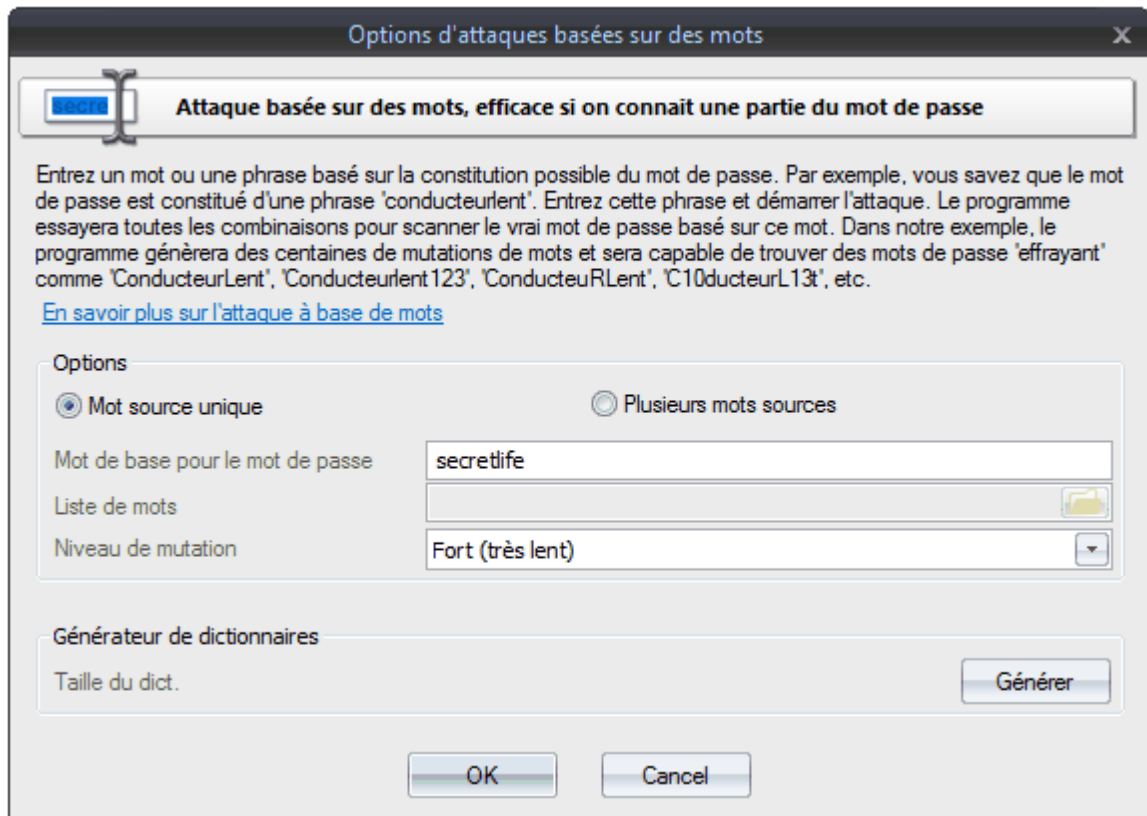 Options d'attaques basées sur des mots
secre
Attaque basée sur des mots, efficace si on connait une partie du mot de passe
Entrez un mot ou une phrase basé sur la constitution possible du mot de passe. Par exemple, vous savez que le mot
de passe est constitué d'une phrase 'conducteurlent'. Entrez cette phrase et démarrer l'attaque. Le programme
essayera toutes les combinaisons pour scanner le vrai mot de passe basé sur ce mot. Dans notre exemple, le
programme génèrera des centaines de mutations de mots et sera capable de trouver des mots de passe 'effrayant'
comme 'ConducteurLent', 'Conducteurlent123', 'ConducteuRLent', 'C10ducteurL13t', etc.
En savoir plus sur l'attaque à base de mots
Options
Mot source unique
Plusieurs mots sources
Mot de base pour le mot de passe
secretlife
Liste de mots
Niveau de mutation
Fort (très lent)
Générateur de dictionnaires
Taille du dict.
Générer
OK
Cancel